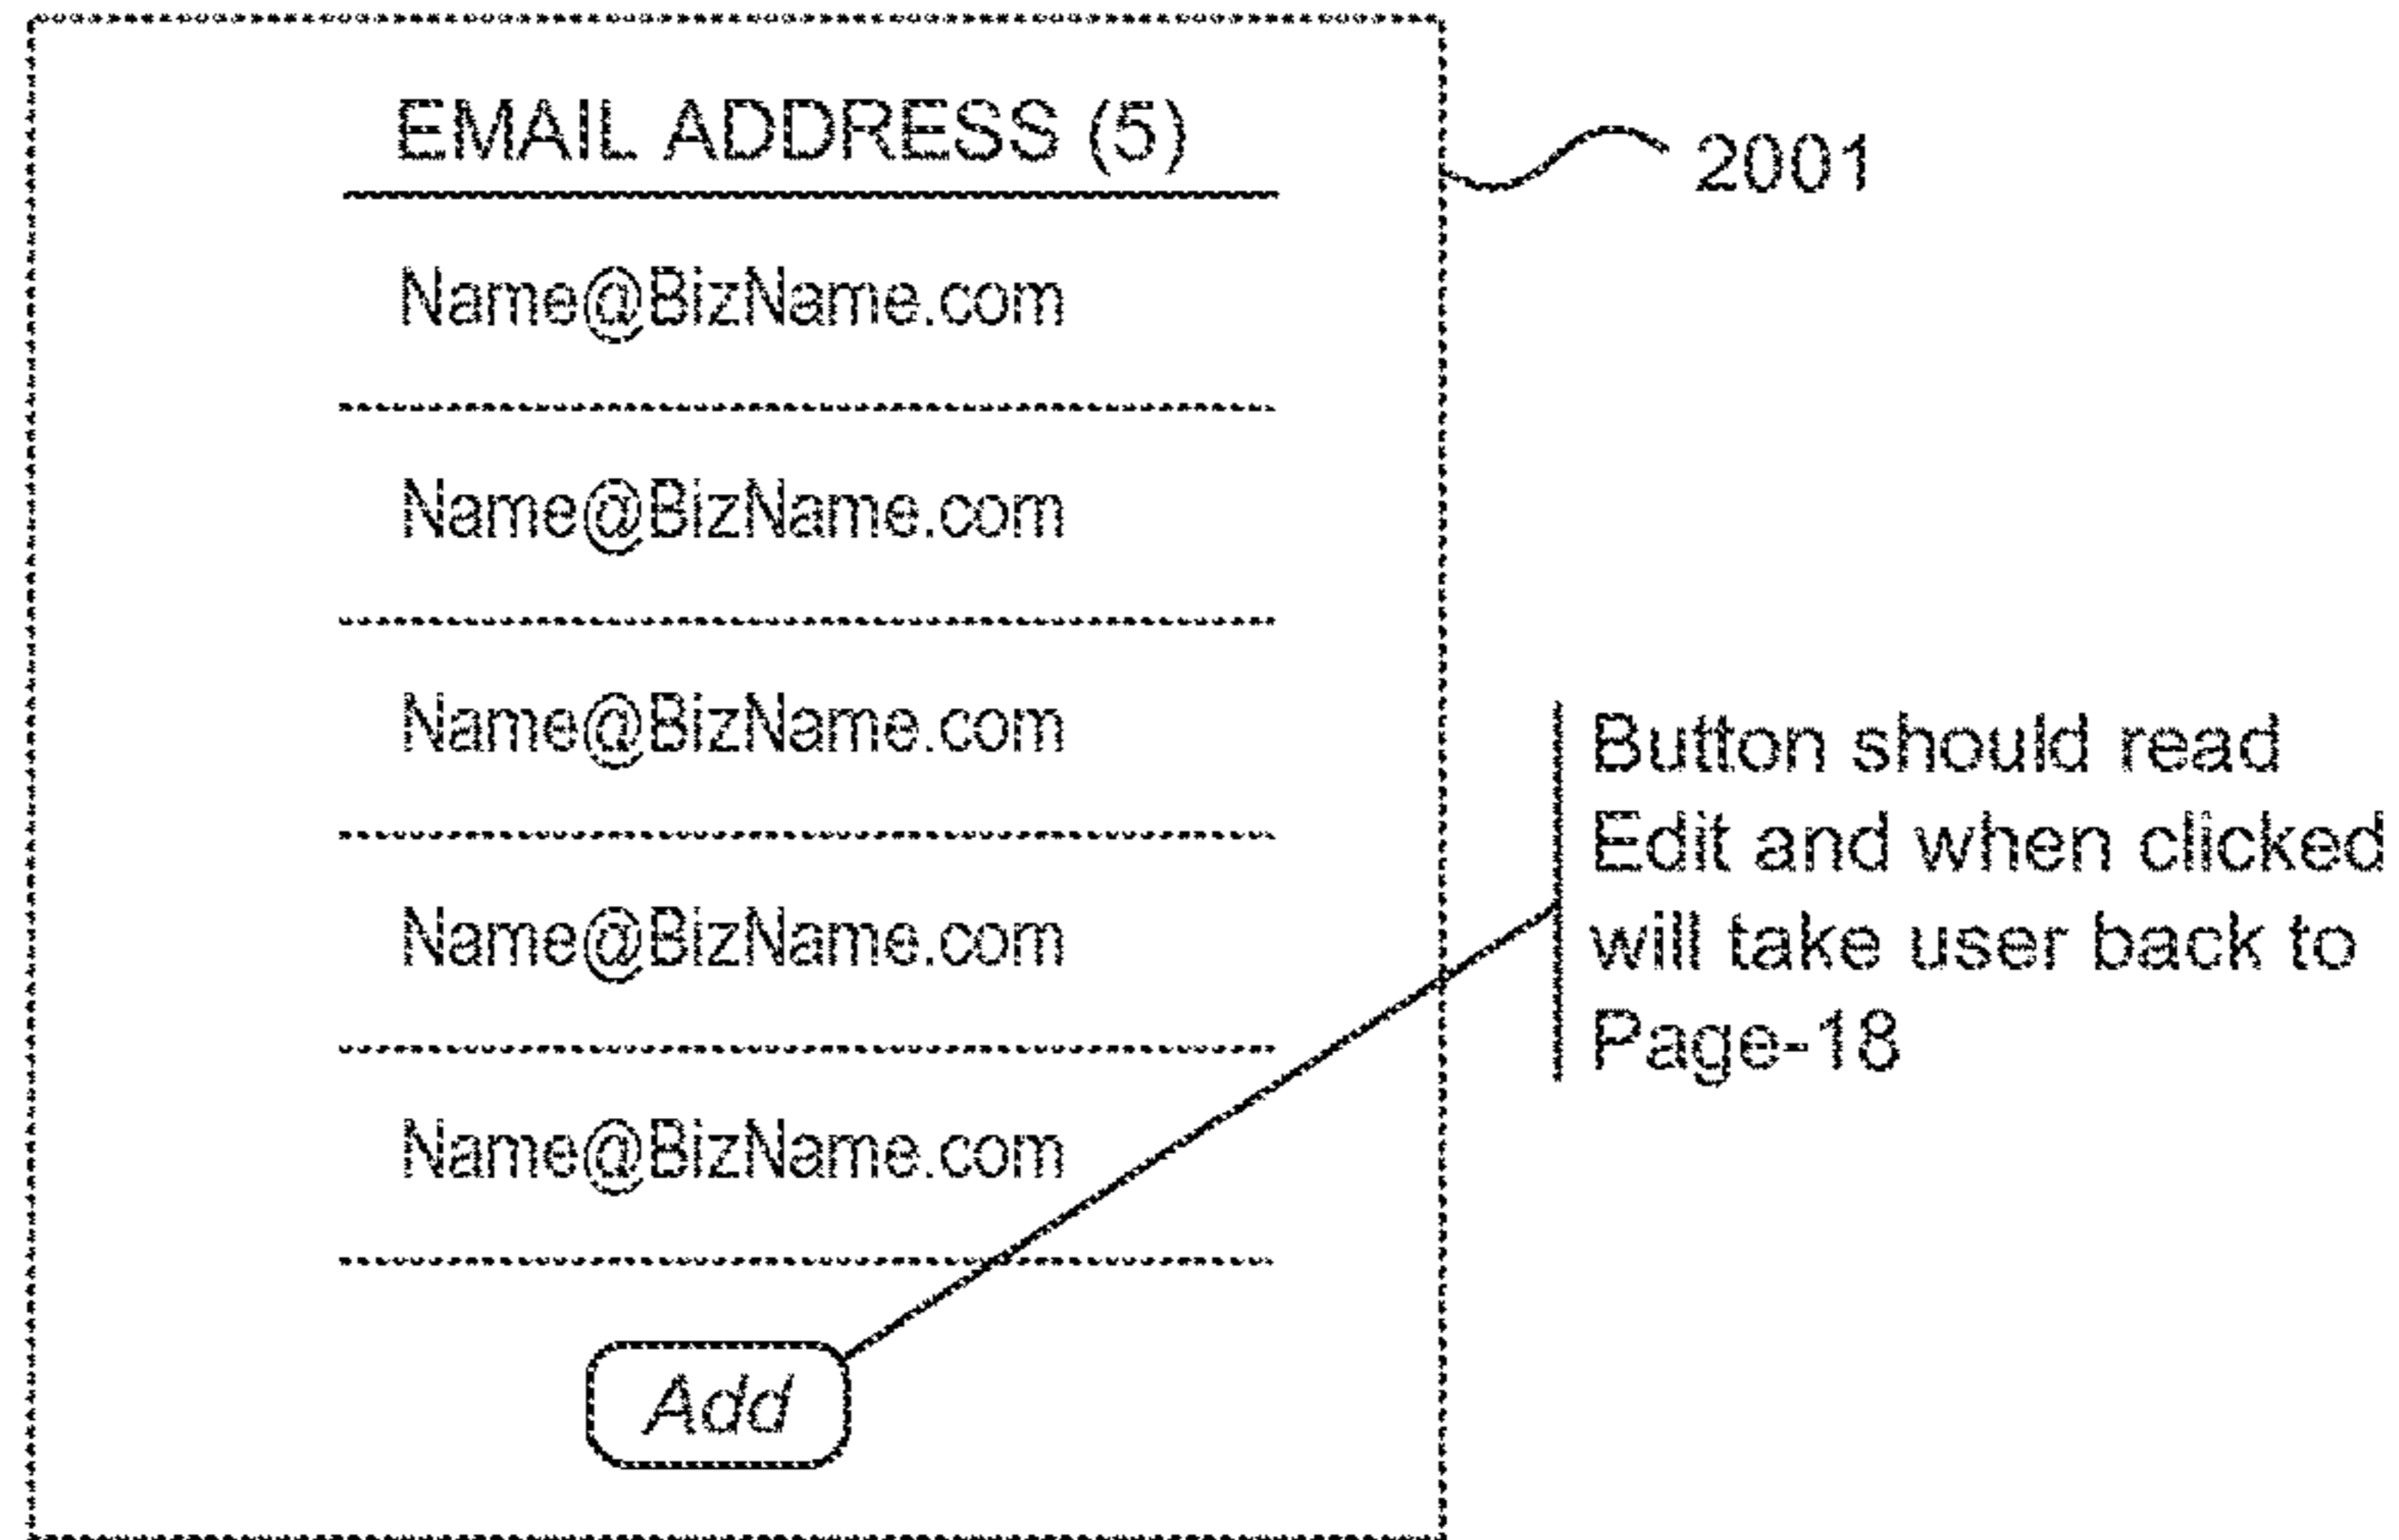 EMAIL ADDRESS (5)
2001
Name@BizName.com
Name@BizName.com
Name@BizName.com
Name@BizName.com
Name@BizName.com
Button should read
Edit and when clicked
will take user back to
Page-18
Add